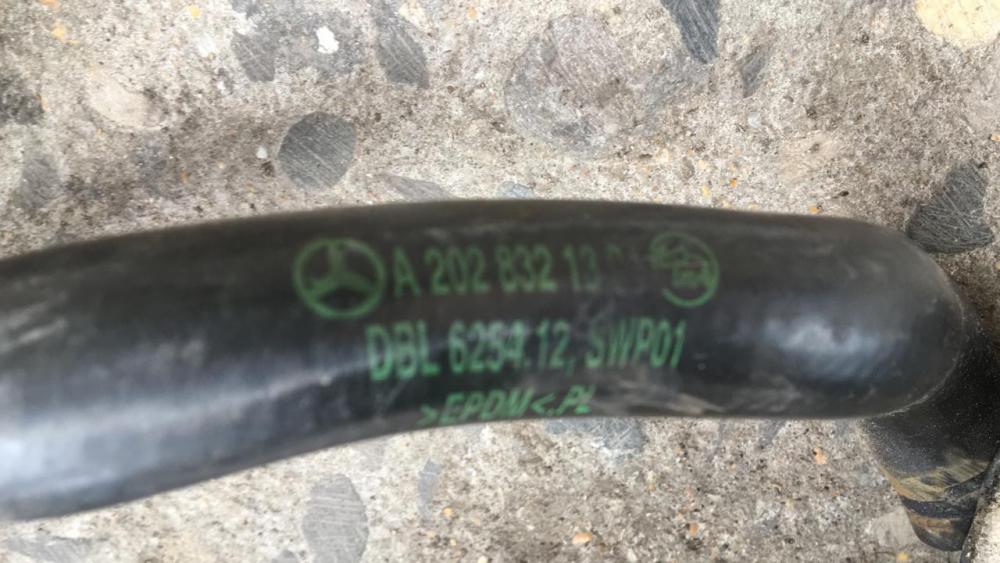 A 202 832 13
DBL 6254.12, SWP01
>EPDM<.PL